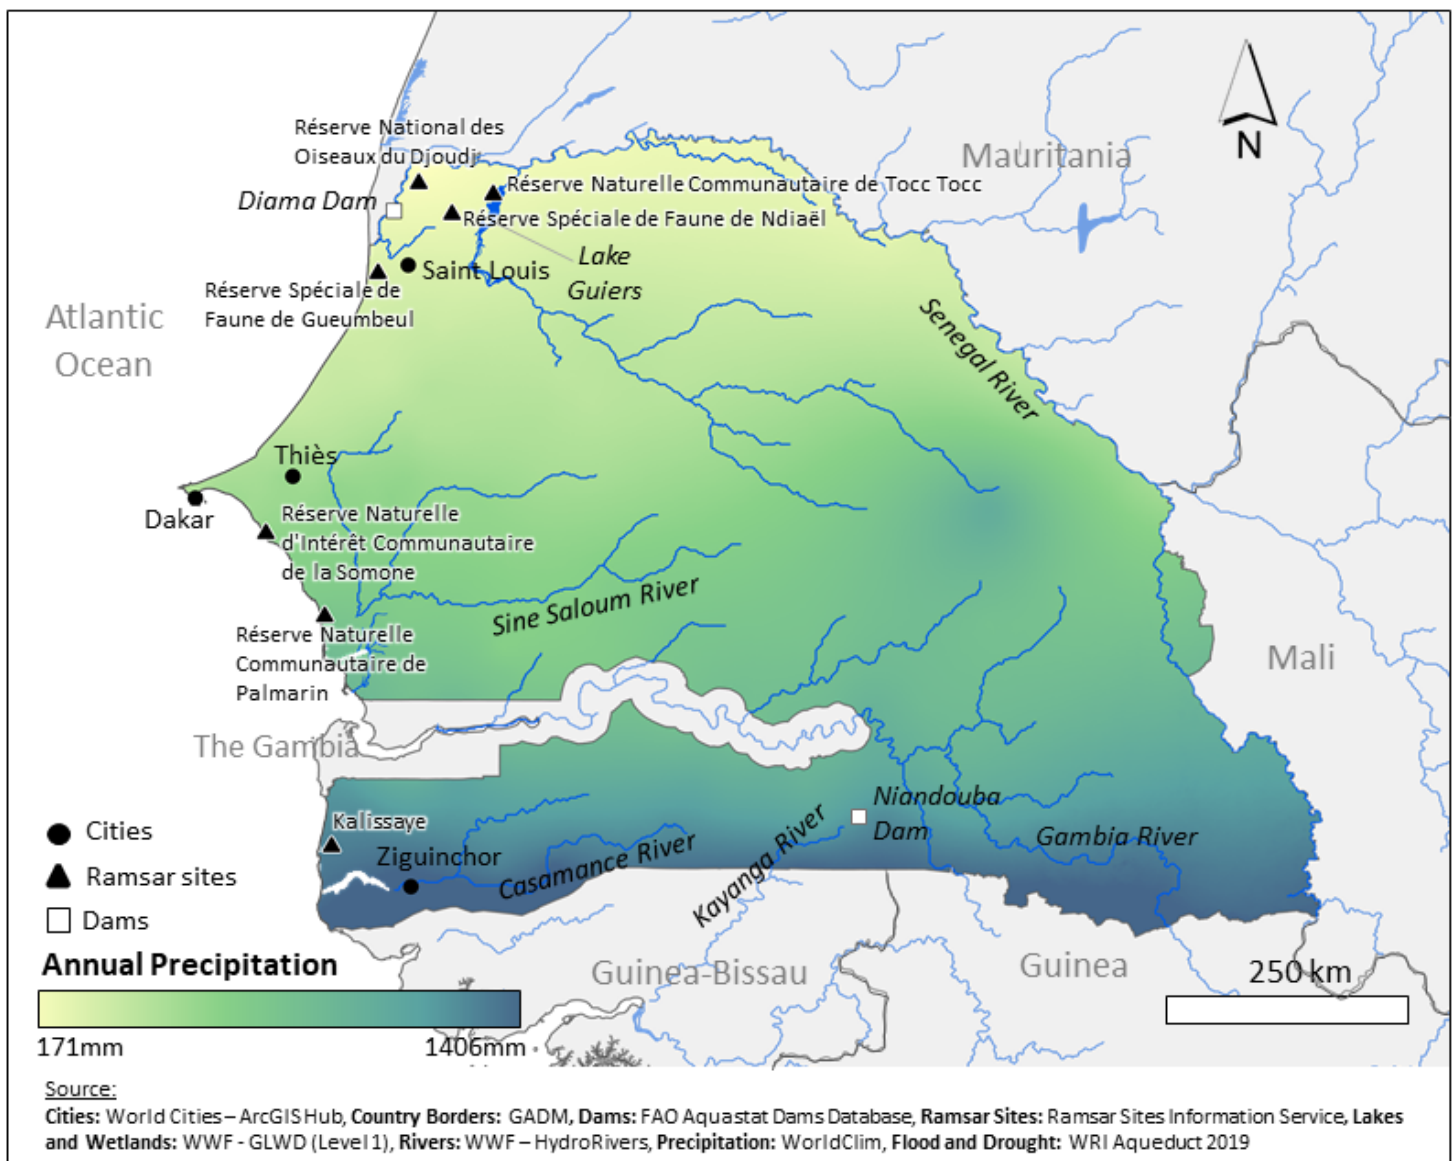 Réserve National des
Oiseaux du Djoudj
Mauritania
N
Diama Dam
Réserve Naturelle Communautaire de Tocc Tocc
Réserve Spéciale de Faune de Ndiaël
Saint Louis
Lake
Guiers
Réserve Spéciale de
Faune de Gueumbeul
Atlantic
Ocean
Senegal River
Thiès
Dakar
Réserve Naturelle
d'Intérêt Communautaire
de la Somone
Sine Saloum River
Réserve Naturelle
Communautaire de
Palmarin
Mali
The Gambia
Niandouba
Dam
Kalissaye
Ziguinchor
Casamance River
Kayanga River
Gambia River
Cities
Ramsar sites
Dams
Guinea-Bissau
Guinea
250 km
Annual Precipitation
171mm
1406mm
Source:
Cities: World Cities – ArcGIS Hub, Country Borders: GADM, Dams: FAO Aquastat Dams Database, Ramsar Sites: Ramsar Sites Information Service, Lakes
and Wetlands: WWF - GLWD (Level 1), Rivers: WWF – HydroRivers, Precipitation: WorldClim, Flood and Drought: WRI Aqueduct 2019